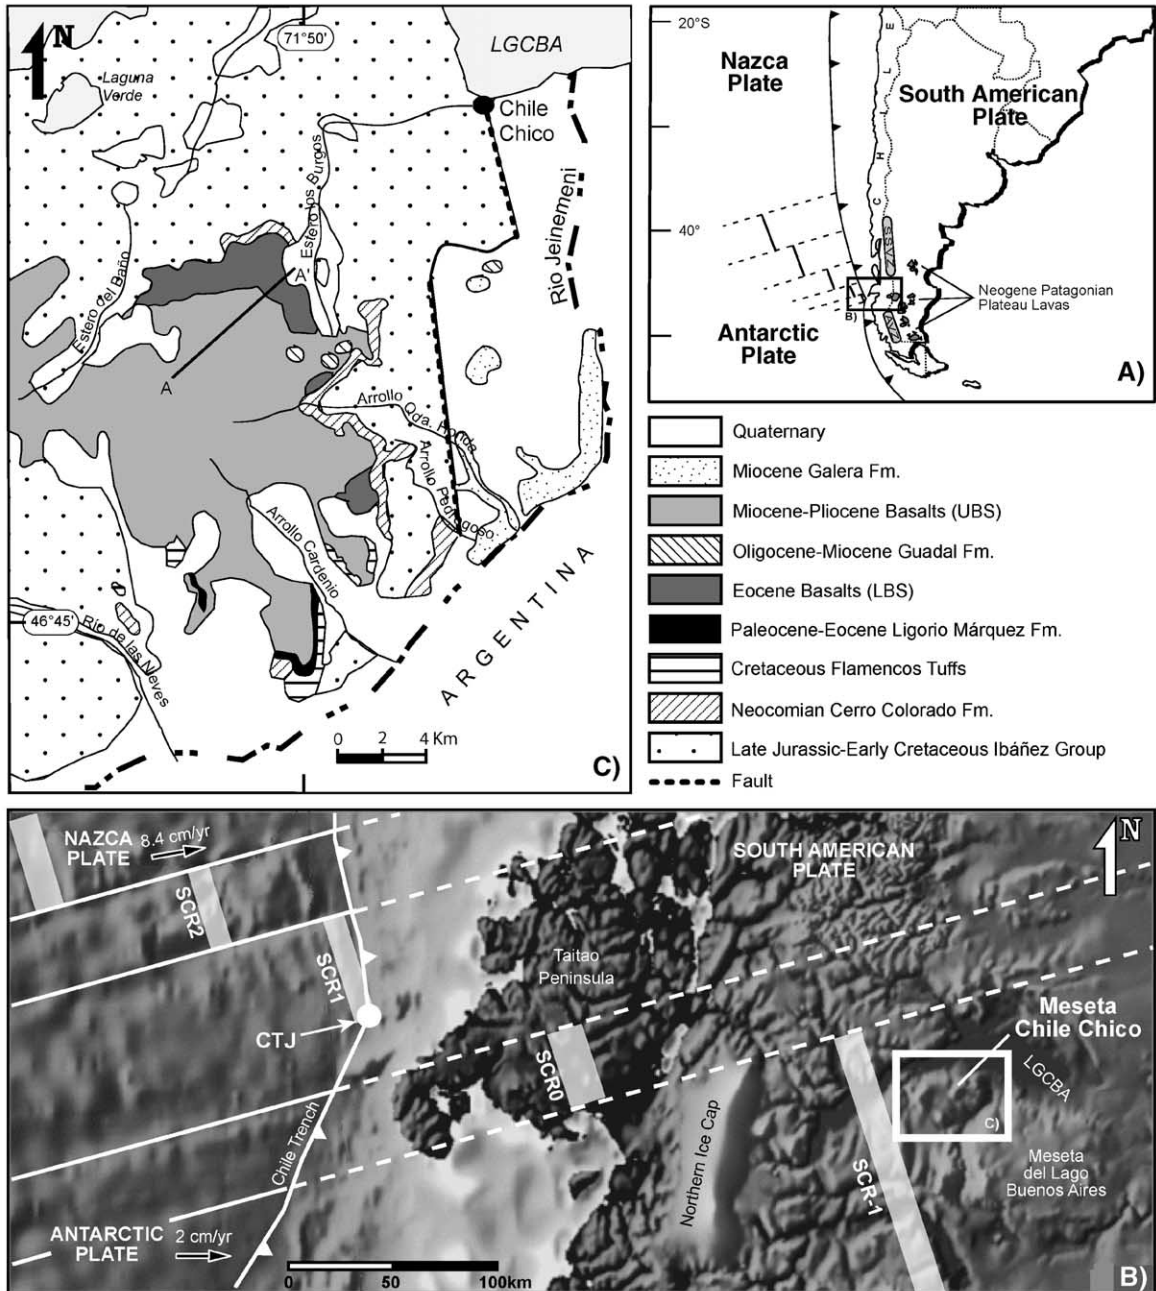 N
71°50'
LGCBA
Laguna
Verde
Chile
Chico
Estero los Burgos
Rio Jeinemeni
Estero del Baño
A'
A
Arrollo
Qda. Honda
Arrollo Pedregoso
Arrollo Cardenio
46°45'
Rio de las Nieves
ARGENTINA
0 2 4 Km
C)
20°S
Nazca
Plate
South American
Plate
CHILE
40°
SSVZ
AVZ
B)
Neogene Patagonian
Plateau Lavas
Antarctic
Plate
A)
Quaternary
Miocene Galera Fm.
Miocene-Pliocene Basalts (UBS)
Oligocene-Miocene Guadal Fm.
Eocene Basalts (LBS)
Paleocene-Eocene Ligorio Márquez Fm.
Cretaceous Flamencos Tuffs
Neocomian Cerro Colorado Fm.
Late Jurassic-Early Cretaceous Ibáñez Group
Fault
NAZCA
PLATE
8.4 cm/yr
SCR2
SCR1
CTJ
Chile Trench
ANTARCTIC
PLATE
2 cm/yr
0 50 100km
Taitao
Peninsula
SCR0
Northern Ice Cap
SOUTH AMERICAN
PLATE
N
SCR-1
Meseta
Chile Chico
LGCBA
C)
Meseta
del Lago
Buenos Aires
B)